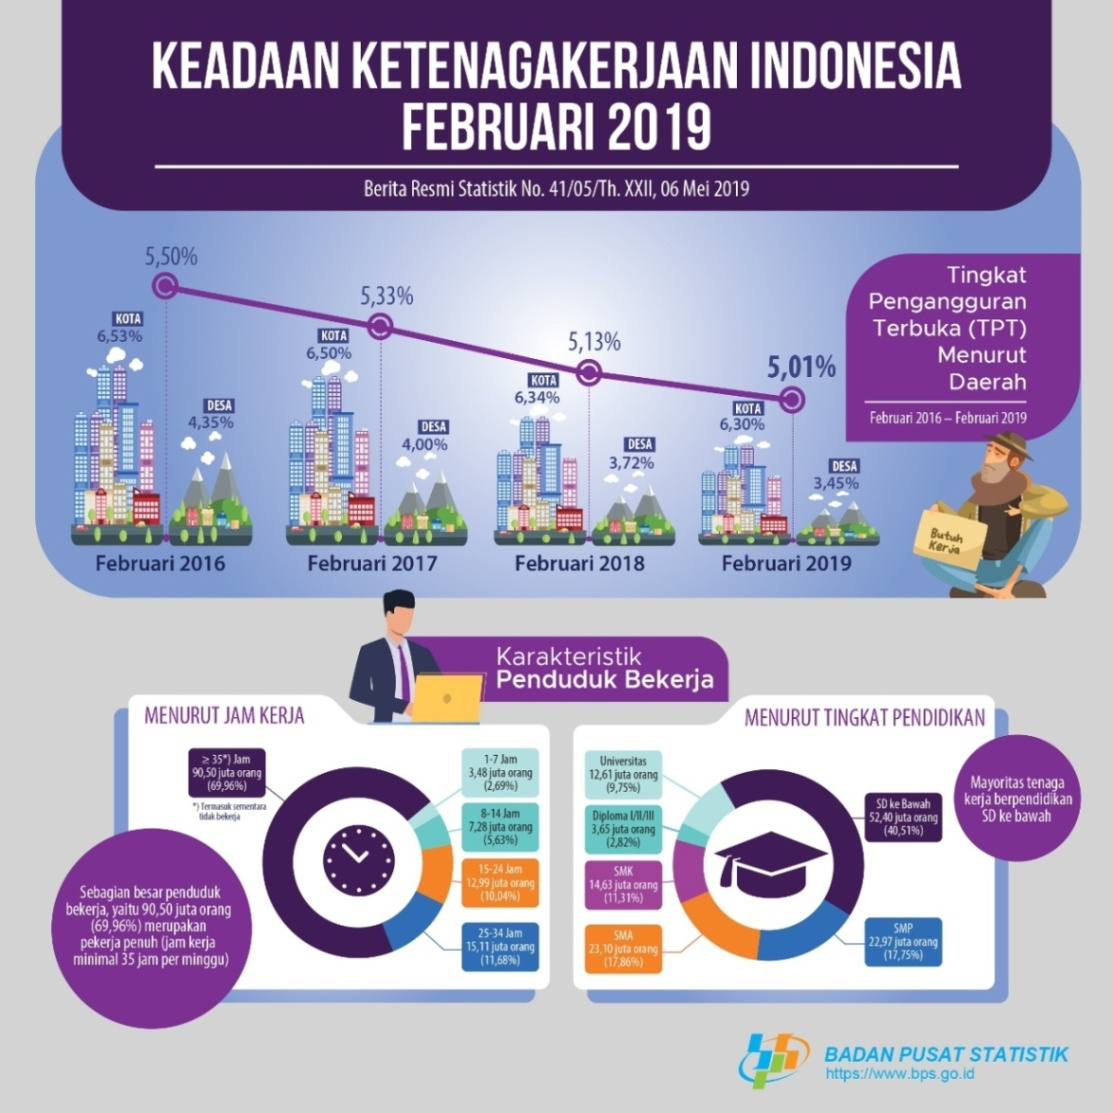 KEADAAN KETENAGAKERJAAN INDONESIA
FEBRUARI 2019
Berita Resmi Statistik No. 41/05/Th. XXII, 06 Mei 2019
5,50%
5,33%
5,13%
5,01%
KOTA
6,53%
DESA
4,35%
KOTA
6,50%
DESA
4,00%
KOTA
6,34%
DESA
3,72%
KOTA
6,30%
DESA
3,45%
Februari 2016
Februari 2017
Februari 2018
Februari 2019
Tingkat
Pengangguran
Terbuka (TPT)
Menurut
Daerah
Februari 2016 – Februari 2019
Butuh
Kerja
Karakteristik
Penduduk Bekerja
MENURUT JAM KERJA
≥ 35*) Jam
90,50 juta orang
(69,96%)
*) Termasuk sementara
tidak bekerja
1-7 Jam
3,48 juta orang
(2,69%)
8-14 Jam
7,28 juta orang
(5,63%)
15-24 Jam
12,99 juta orang
(10,04%)
25-34 Jam
15,11 juta orang
(11,68%)
Sebagian besar penduduk
bekerja, yaitu 90,50 juta orang
(69,96%) merupakan
pekerja penuh (jam kerja
minimal 35 jam per minggu)
MENURUT TINGKAT PENDIDIKAN
Universitas
12,61 juta orang
(9,75%)
Diploma I/II/III
3,65 juta orang
(2,82%)
SMK
14,63 juta orang
(11,31%)
SMA
23,10 juta orang
(17,86%)
SD ke Bawah
52,40 juta orang
(40,51%)
SMP
22,97 juta orang
(17,75%)
Mayoritas tenaga
kerja berpendidikan
SD ke bawah
BADAN PUSAT STATISTIK
https://www.bps.go.id